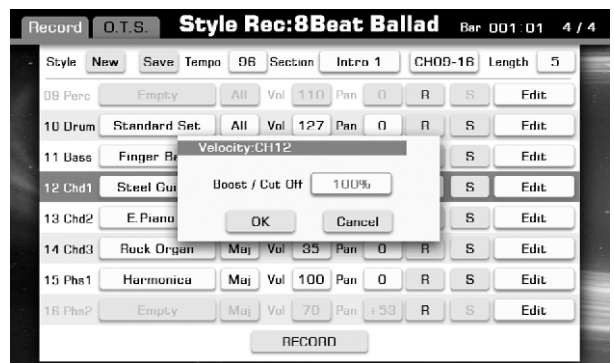 Record O.T.S. Style Rec:8Beat Ballad Bar 001:01 4/4
Style New Save Tempo 96 Section Intro 1 CH09-16 Length 5
09 Perc Empty All Vol 110 Pan 0 R S Edit
10 Drum Standard Set All Vol 127 Pan 0 R S Edit
Velocity:CH12
11 Bass Finger S Edit
12 Chd1 Steel S Edit
Boost / Cut Off 100%
13 Chd2 E.Piano S Edit
OK Cancel
14 Chd3 Rock Organ Maj Vol 35 Pan 0 R S Edit
15 Phs1 Harmonica Maj Vol 100 Pan 0 R S Edit
16 Phs2 Empty Maj Vol 70 Pan +53 R S Edit
RECORD